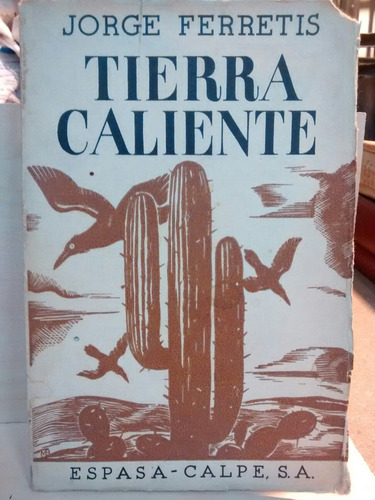 JORGE FERRETIS
TIERRA
CALIENTE
ESPASA-CALPE, S.A.